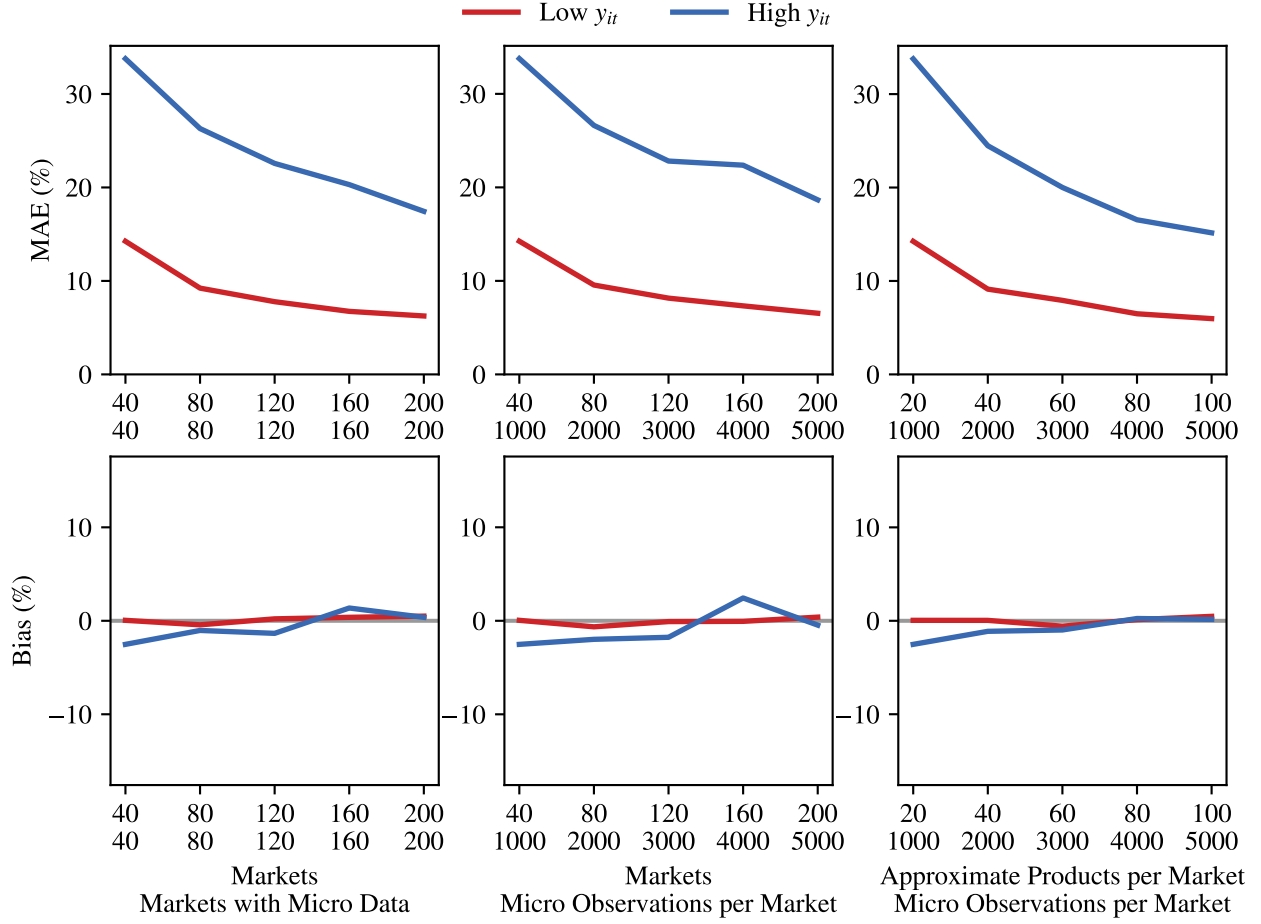 Low y_it High y_it
MAE (%)
30
20
10
0
30
20
10
0
30
20
10
0
40 80 120 160 200
40 80 120 160 200
40 80 120 160 200
1000 2000 3000 4000 5000
20 40 60 80 100
1000 2000 3000 4000 5000
Bias (%)
10
0
−10
10
0
−10
10
0
−10
40 80 120 160 200
40 80 120 160 200
Markets
Markets with Micro Data
40 80 120 160 200
1000 2000 3000 4000 5000
Markets
Micro Observations per Market
20 40 60 80 100
1000 2000 3000 4000 5000
Approximate Products per Market
Micro Observations per Market